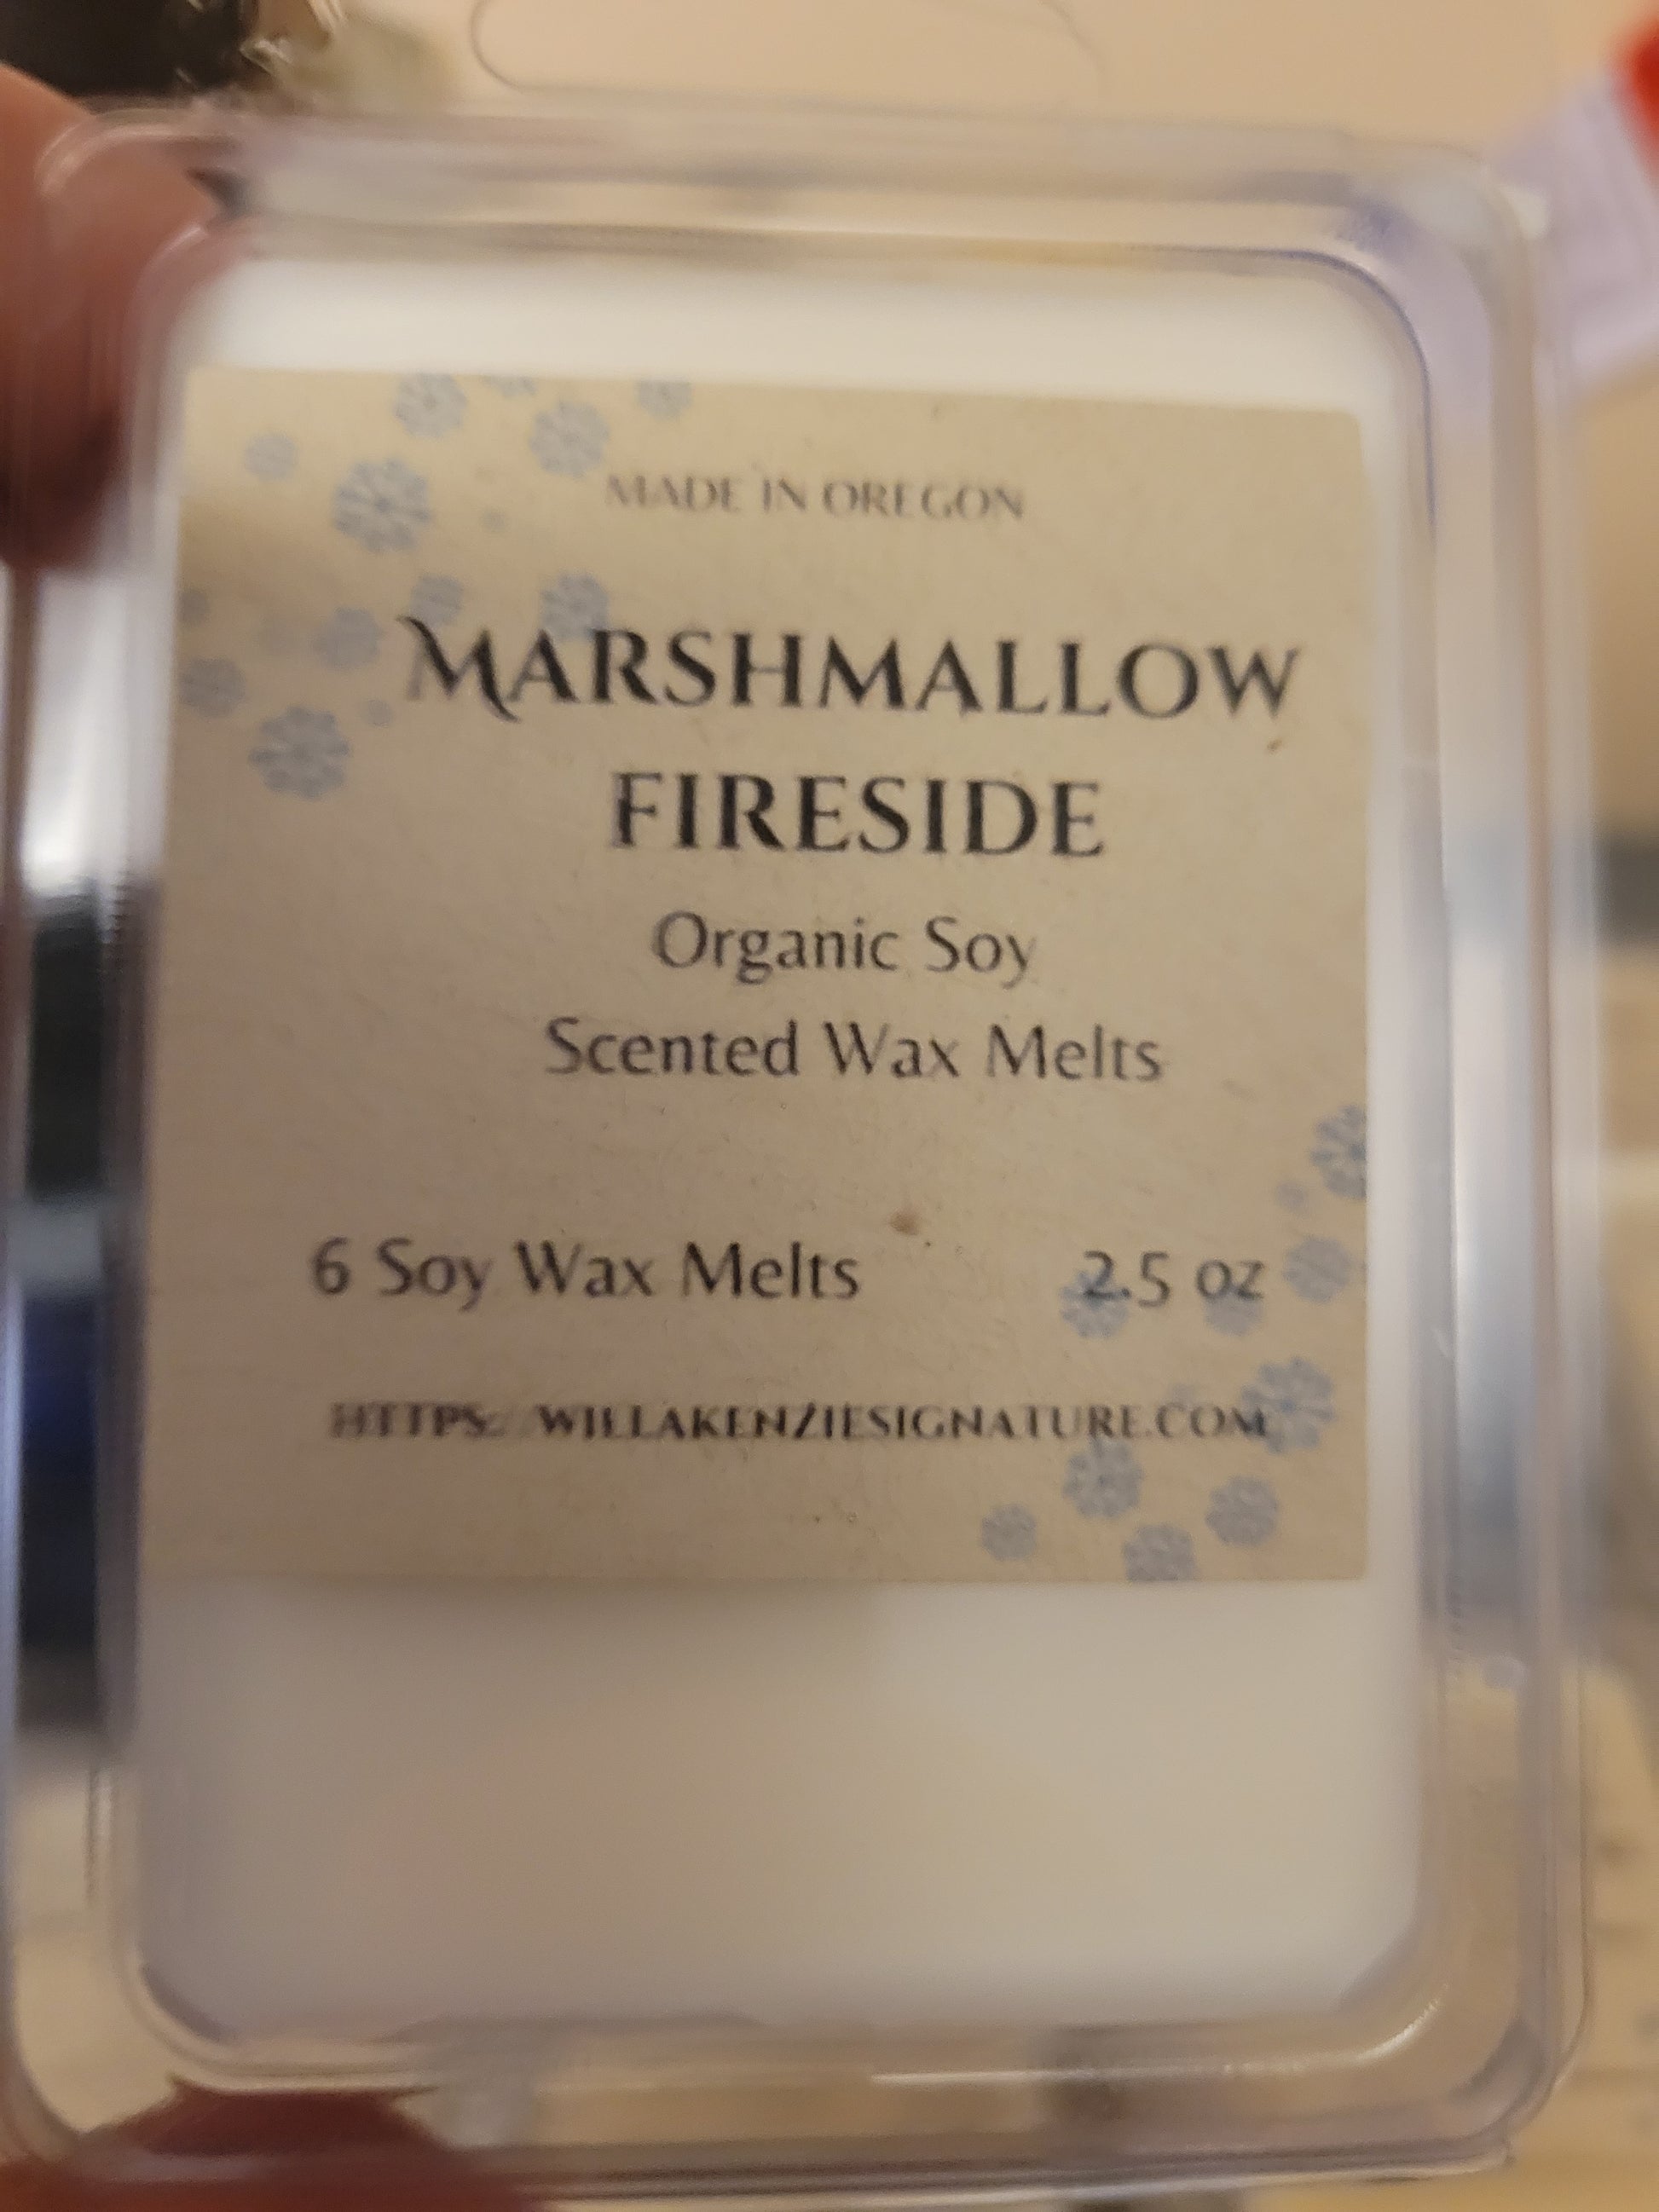 MADE IN OREGON
MARSHMALLOW
FIRESIDE
Organic Soy
Scented Wax Melts
6 Soy Wax Melts 2.5 oz
HTTPS://WILLAKENZIESIGNATURE.COM